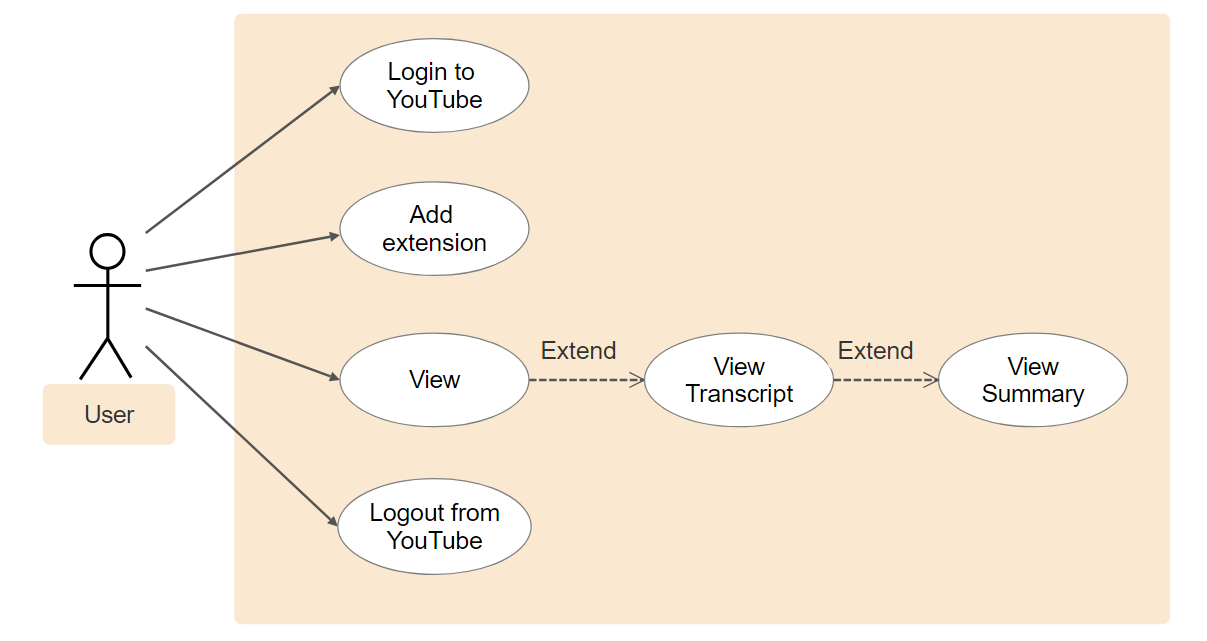 Login to
YouTube
Add
extension
User
View
Extend
View
Transcript
Extend
View
Summary
Logout from
YouTube